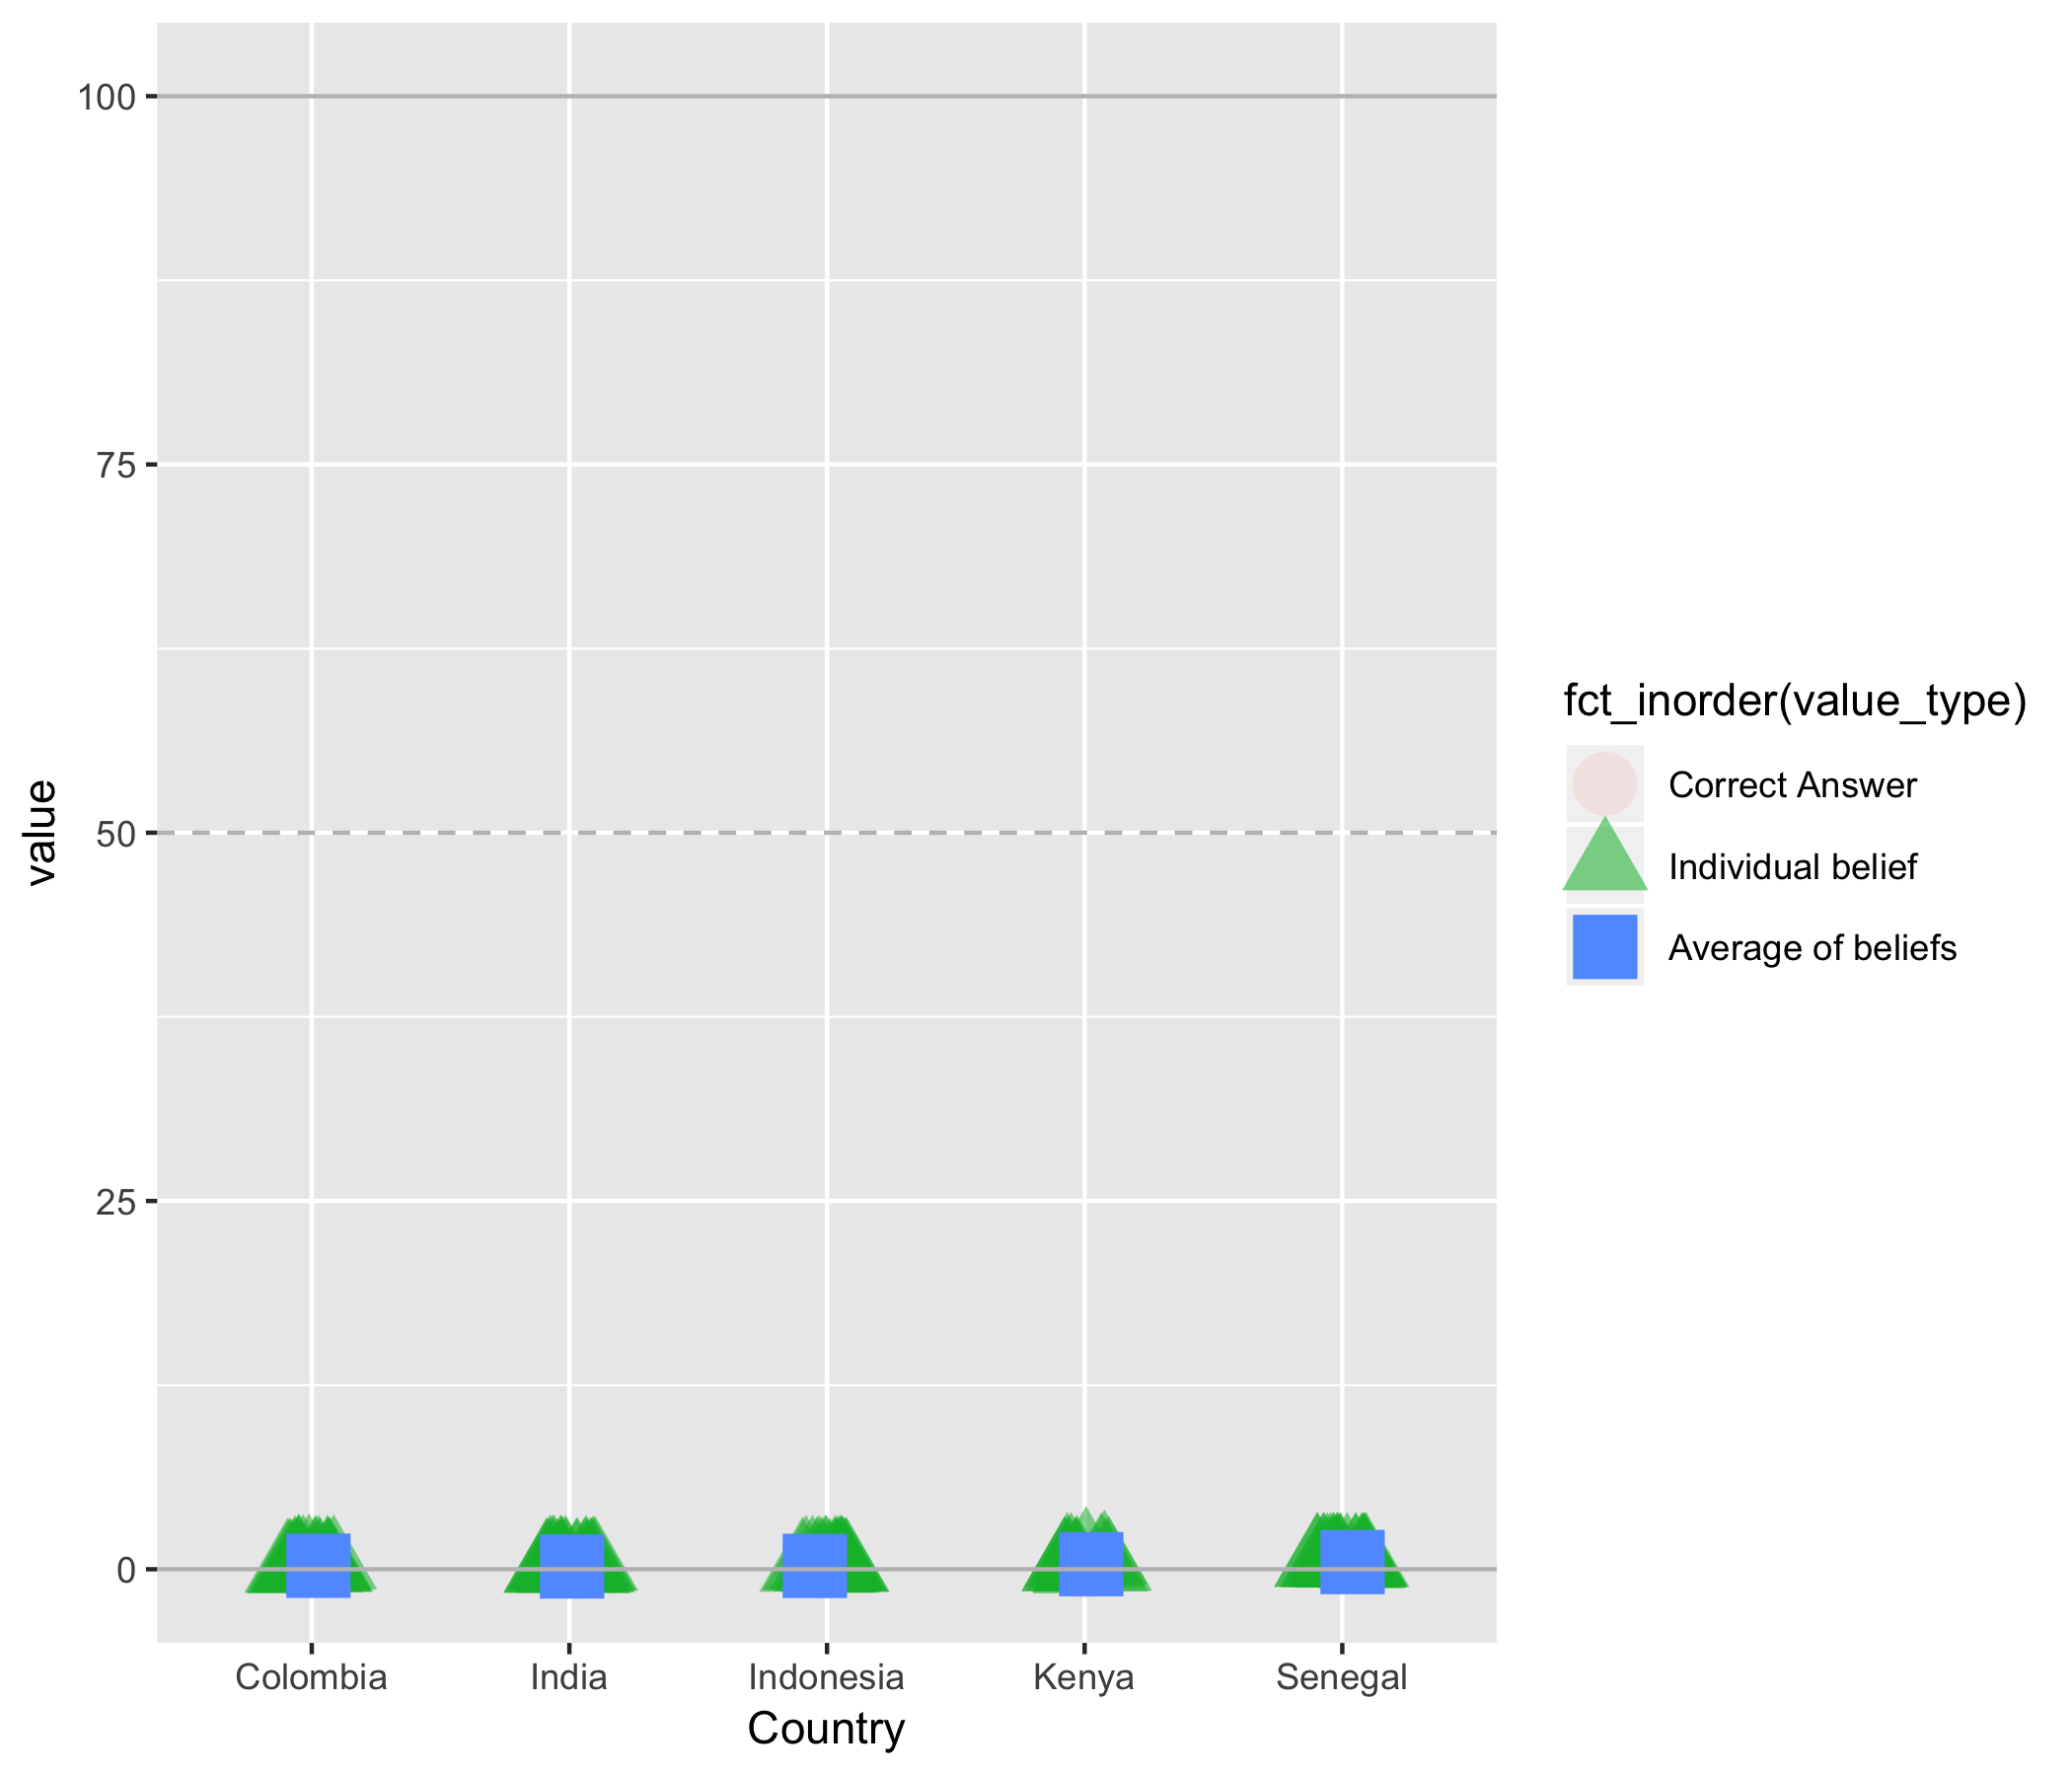 100
75
50
25
0
value
Colombia India Indonesia Kenya Senegal
Country
fct_inorder(value_type)
Correct Answer
Individual belief
Average of beliefs